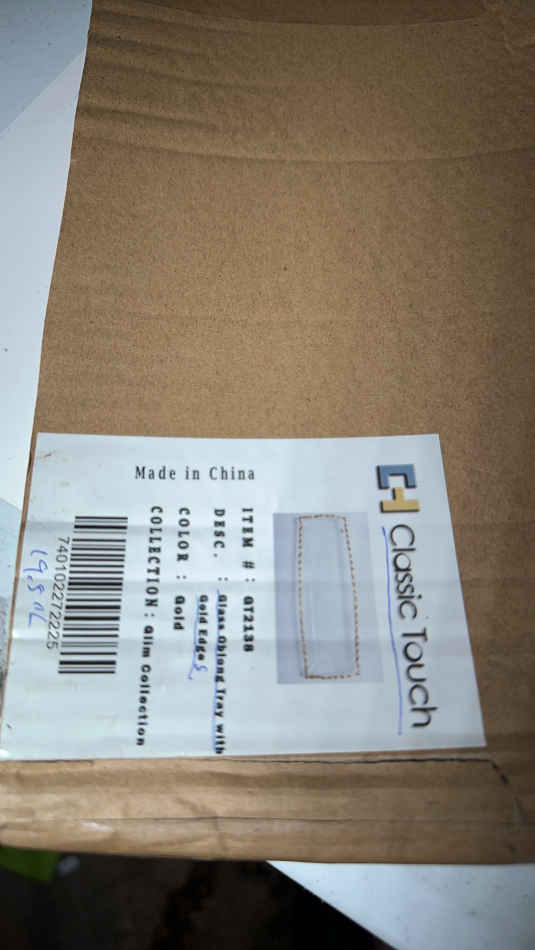 Classic Touch
ITEM # : GT2138
DESC. : Glass Oblong Tray with
Gold Edges
COLOR : Gold
COLLECTION : Glim Collection
Made in China
740102272225
19.5"L